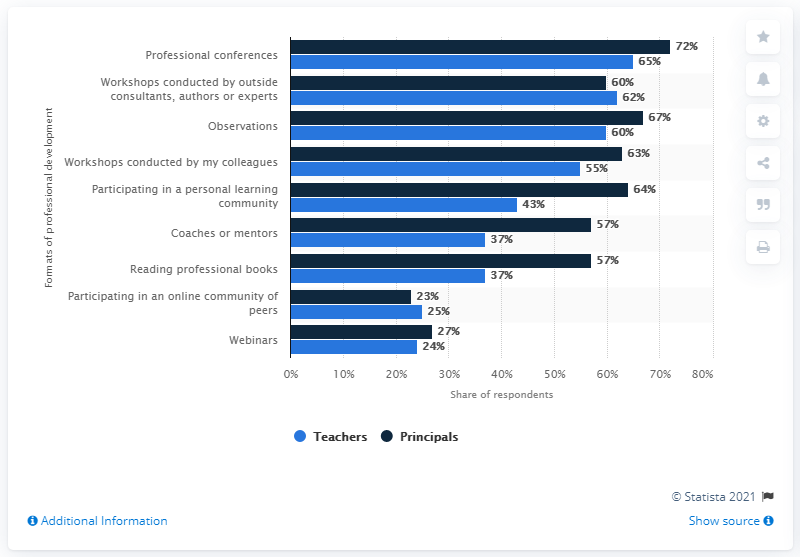 Formats of professional development
Professional conferences
72%
65%
Workshops conducted by outside
consultants, authors or experts
60%
62%
Observations
67%
60%
Workshops conducted by my colleagues
63%
55%
Participating in a personal learning
community
64%
43%
Coaches or mentors
57%
37%
Reading professional books
57%
37%
Participating in an online community of
peers
23%
25%
Webinars
27%
24%
0% 10% 20% 30% 40% 50% 60% 70% 80%
Share of respondents
Teachers Principals
© Statista 2021
Additional Information Show source